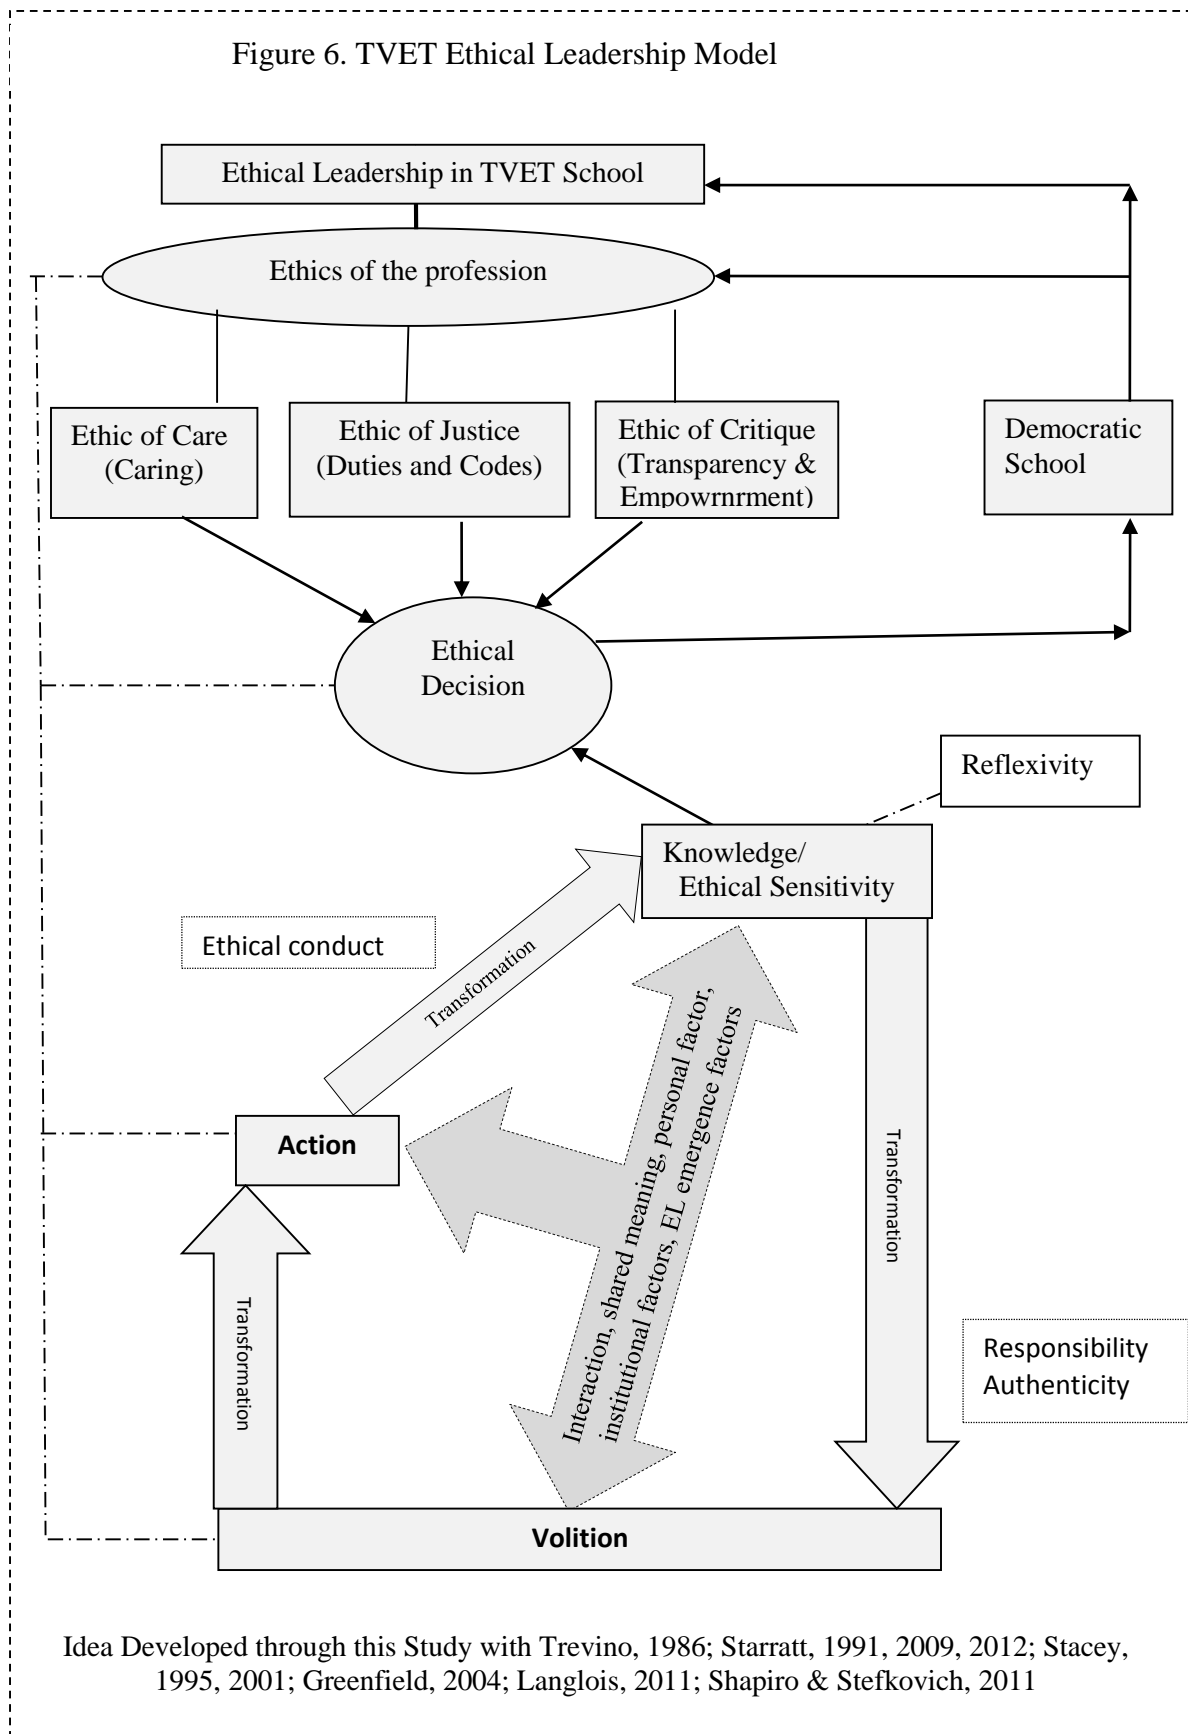 Figure 6. TVET Ethical Leadership Model
Ethical Leadership in TVET School
Ethics of the profession
Ethic of Care
(Caring)
Ethic of Justice
(Duties and Codes)
Ethic of Critique
(Transparency &
Empowrnrment)
Democratic
School
Ethical
Decision
Reflexivity
Knowledge/
Ethical Sensitivity
Ethical conduct
Transformation
Interaction, shared meaning, personal factor,
institutional factors, EL emergence factors
Transformation
Action
Transformation
Responsibility
Authenticity
Volition
Idea Developed through this Study with Trevino, 1986; Starratt, 1991, 2009, 2012; Stacey,
1995, 2001; Greenfield, 2004; Langlois, 2011; Shapiro & Stefkovich, 2011